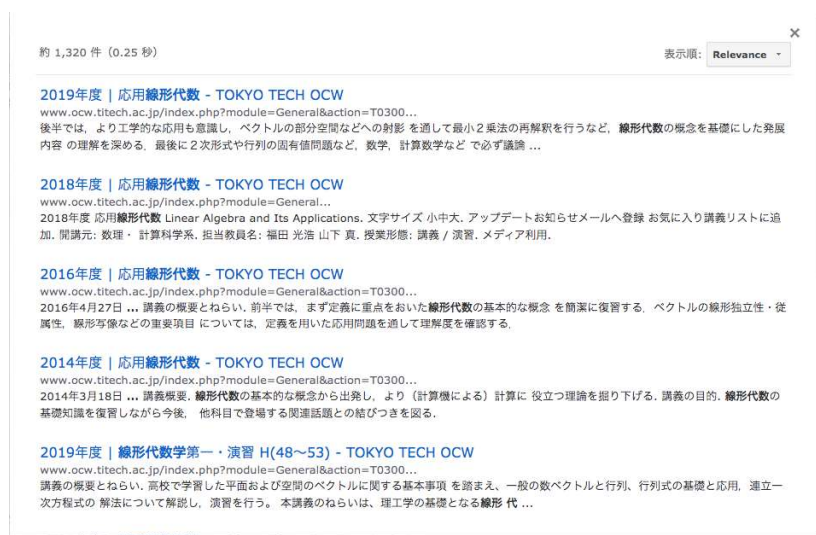 ×
約 1,320 件 (0.25 秒)
表示順: Relevance
2019年度 | 応用線形代数 - TOKYO TECH OCW
www.ocw.titech.ac.jp/index.php?module=General&action=T0300...
後半では，より工学的な応用も意識し，ベクトルの部分空間などへの射影 を通して最小２乗法の再解釈を行うなど，線形代数の概念を基礎にした発展
内容 の理解を深める．最後に２次形式や行列の固有値問題など，数学，計算数学など で必ず議論 ...
2018年度 | 応用線形代数 - TOKYO TECH OCW
www.ocw.titech.ac.jp/index.php?module=General...
2018年度 応用線形代数 Linear Algebra and Its Applications. 文字サイズ 小中大. アップデートお知らせメールへ登録 お気に入り講義リストに追
加. 開講元: 数理・ 計算科学系. 担当教員名: 福田 光浩 山下 真. 授業形態: 講義 / 演習. メディア利用.
2016年度 | 応用線形代数 - TOKYO TECH OCW
www.ocw.titech.ac.jp/index.php?module=General&action=T0300...
2016年4月27日 ... 講義の概要とねらい. 前半では，まず定義に重点をおいた線形代数の基本的な概念 を簡潔に復習する．ベクトルの線形独立性・従
属性，線形写像などの重要項目 については，定義を用いた応用問題を通して理解度を確認する．
2014年度 | 応用線形代数 - TOKYO TECH OCW
www.ocw.titech.ac.jp/index.php?module=General&action=T0300...
2014年3月18日 ... 講義概要. 線形代数の基本的な概念から出発し，より（計算機による）計算に 役立つ理論を掘り下げる. 講義の目的. 線形代数の
基礎知識を復習しながら今後， 他科目で登場する関連話題との結びつきを図る.
2019年度 | 線形代数学第一・演習 H(48～53) - TOKYO TECH OCW
www.ocw.titech.ac.jp/index.php?module=General&action=T0300...
講義の概要とねらい. 高校で学習した平面および空間のベクトルに関する基本事項 を踏まえ、一般の数ベクトルと行列、行列式の基礎と応用，連立一
次方程式の 解法について解説し，演習を行う。 本講義のねらいは、理工学の基礎となる線形 代 ...